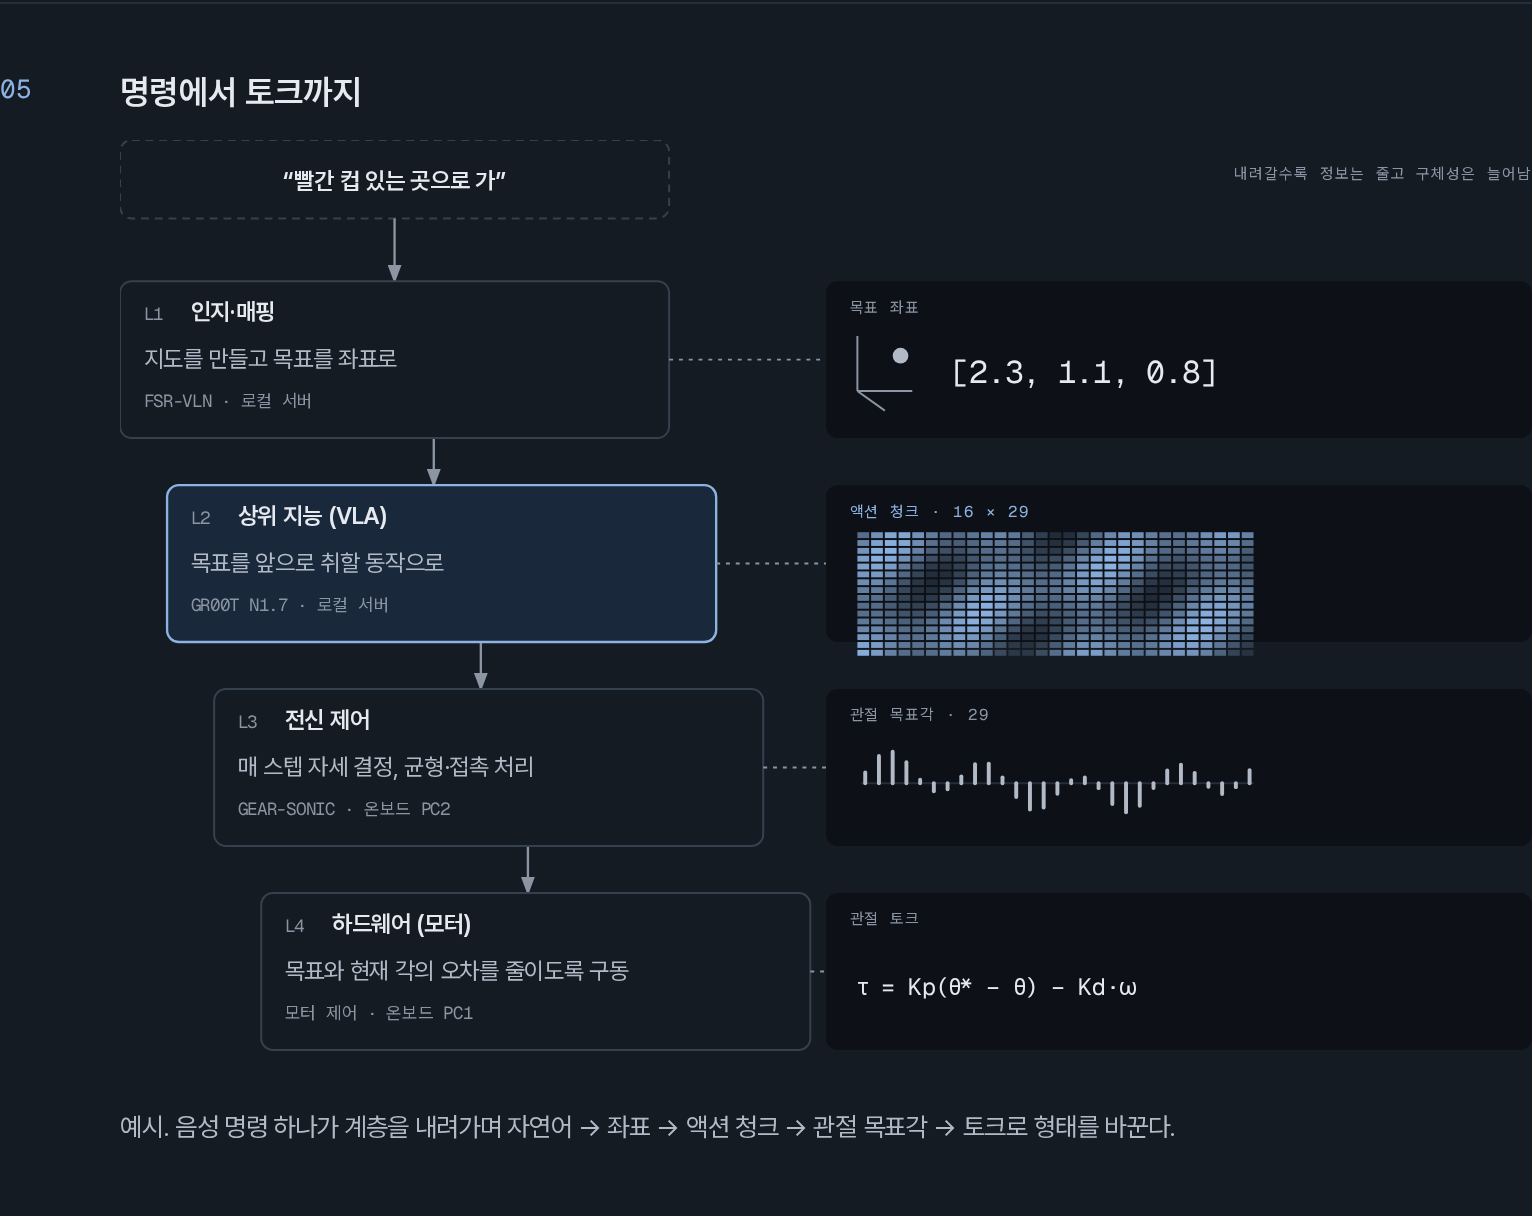 05
명령에서 토크까지
“빨간 컵 있는 곳으로 가”
내려갈수록 정보는 줄고 구체성은 늘어남
L1 인지·매핑
지도를 만들고 목표를 좌표로
FSR-VLN · 로컬 서버
목표 좌표
[2.3, 1.1, 0.8]
L2 상위 지능 (VLA)
목표를 앞으로 취할 동작으로
GR00T N1.7 · 로컬 서버
액션 청크 · 16 × 29
L3 전신 제어
매 스텝 자세 결정, 균형·접촉 처리
GEAR-SONIC · 온보드 PC2
관절 목표각 · 29
L4 하드웨어 (모터)
목표와 현재 각의 오차를 줄이도록 구동
모터 제어 · 온보드 PC1
관절 토크
τ = Kp(θ* − θ) − Kd·ω
예시. 음성 명령 하나가 계층을 내려가며 자연어 → 좌표 → 액션 청크 → 관절 목표각 → 토크로 형태를 바꾼다.